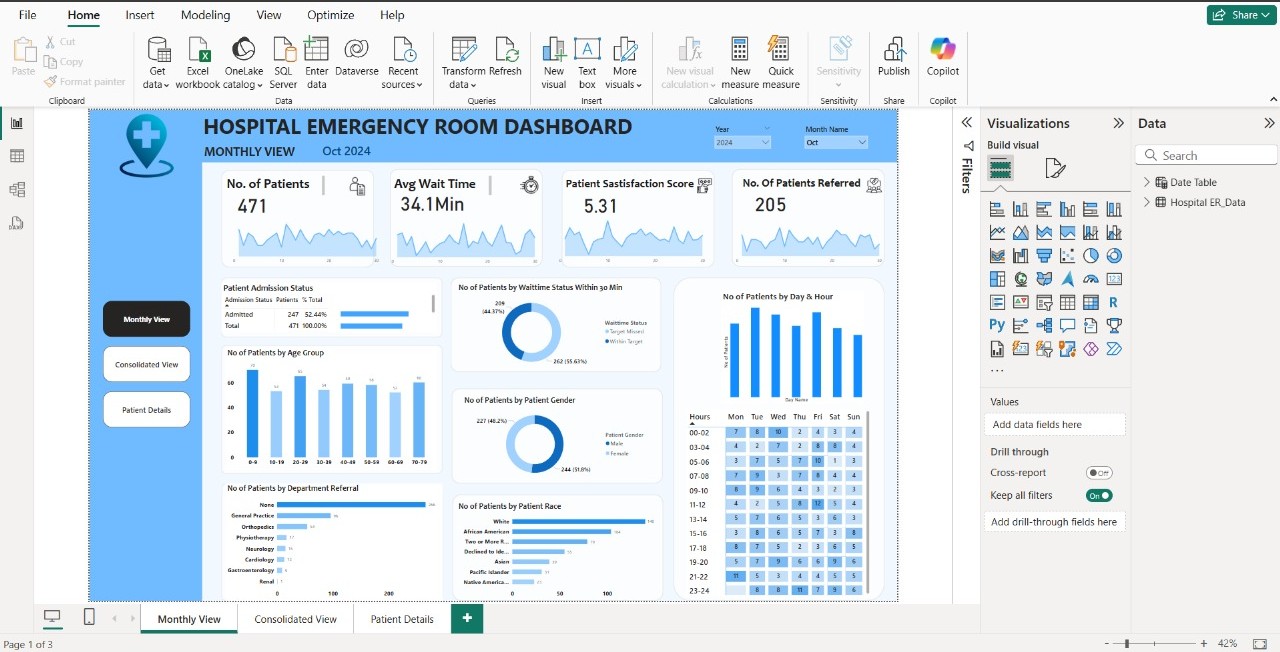 File Home Insert Modeling View Optimize Help
Share
Paste
Cut
Copy
Format painter
Clipboard
Get data
Excel workbook
OneLake catalog
SQL Server
Enter data
Dataverse
Recent sources
Data
Transform data
Refresh
Queries
New visual
Text box
More visuals
Insert
New visual calculation
New measure
Quick measure
Calculations
Sensitivity
Sensitivity
Publish
Share
Copilot
Copilot
HOSPITAL EMERGENCY ROOM DASHBOARD
MONTHLY VIEW Oct 2024
Year
2024
Month Name
Oct
No. of Patients
471
Avg Wait Time
34.1Min
Patient Sastisfaction Score
5.31
No. Of Patients Referred
205
Monthly View
Consolidated View
Patient Details
Patient Admission Status
Admission Status Patients % Total
Admitted 247 52.44%
Total 471 100.00%
No of Patients by Age Group
60
40
20
0
0-9 10-19 20-29 30-39 40-49 50-59 60-69 70-79
No of Patients by Department Referral
None
General Practice
Orthopedics
Physiotherapy
Neurology
Cardiology
Gastroenterology
Renal
0 100 200
No of Patients by Waittime Status Within 30 Min
209
(44.37%)
262 (55.63%)
Waittime Status
Target Missed
Within Target
No of Patients by Patient Gender
227 (48.2%)
244 (51.8%)
Patient Gender
Male
Female
No of Patients by Patient Race
White
African American
Two or More R...
Declined to Ide...
Asian
Pacific Islander
Native America...
0 50 100
No of Patients by Day & Hour
No of Patients
Day Name
Hours Mon Tue Wed Thu Fri Sat Sun
00-02 7 8 10 2 4 3 4
03-04 4 2 7 2 8 8 4
05-06 3 7 5 7 10 1 3
07-08 7 9 3 7 8 4 4
09-10 8 9 6 4 3 2 3
11-12 4 2 5 8 12 5 4
13-14 5 7 6 5 3 6 3
15-16 3 8 6 5 7 3 8
17-18 8 7 5 2 3 6 5
19-20 5 7 9 6 6 9 6
21-22 11 5 3 4 4 5 5
23-24 8 8 11 7 9 6
Filters
Visualizations
Build visual
123
R
Py
...
Values
Add data fields here
Drill through
Cross-report Off
Keep all filters On
Add drill-through fields here
Data
Search
Date Table
Hospital ER_Data
Monthly View Consolidated View Patient Details +
Page 1 of 3
- + 42%